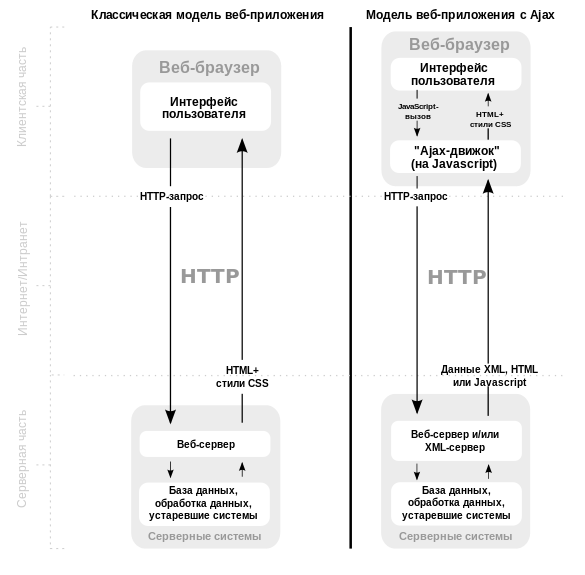 Классическая модель веб-приложения
Модель веб-приложения с Ajax
Клиентская часть
Интернет/Интранет
Серверная часть
Веб-браузер
Интерфейс
пользователя
HTTP-запрос
HTTP
HTML+
стили CSS
Веб-сервер
База данных,
обработка данных,
устаревшие системы
Серверные системы
Веб-браузер
Интерфейс
пользователя
JavaScript-
вызов
HTML+
стили CSS
"Ajax-движок"
(на Javascript)
HTTP-запрос
HTTP
Данные XML, HTML
или Javascript
Веб-сервер и/или
XML-сервер
База данных,
обработка данных,
устаревшие системы
Серверные системы